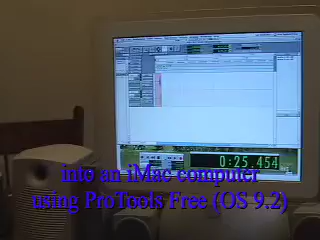 0:25.454
into an iMac computer
using ProTools Free (OS 9.2)